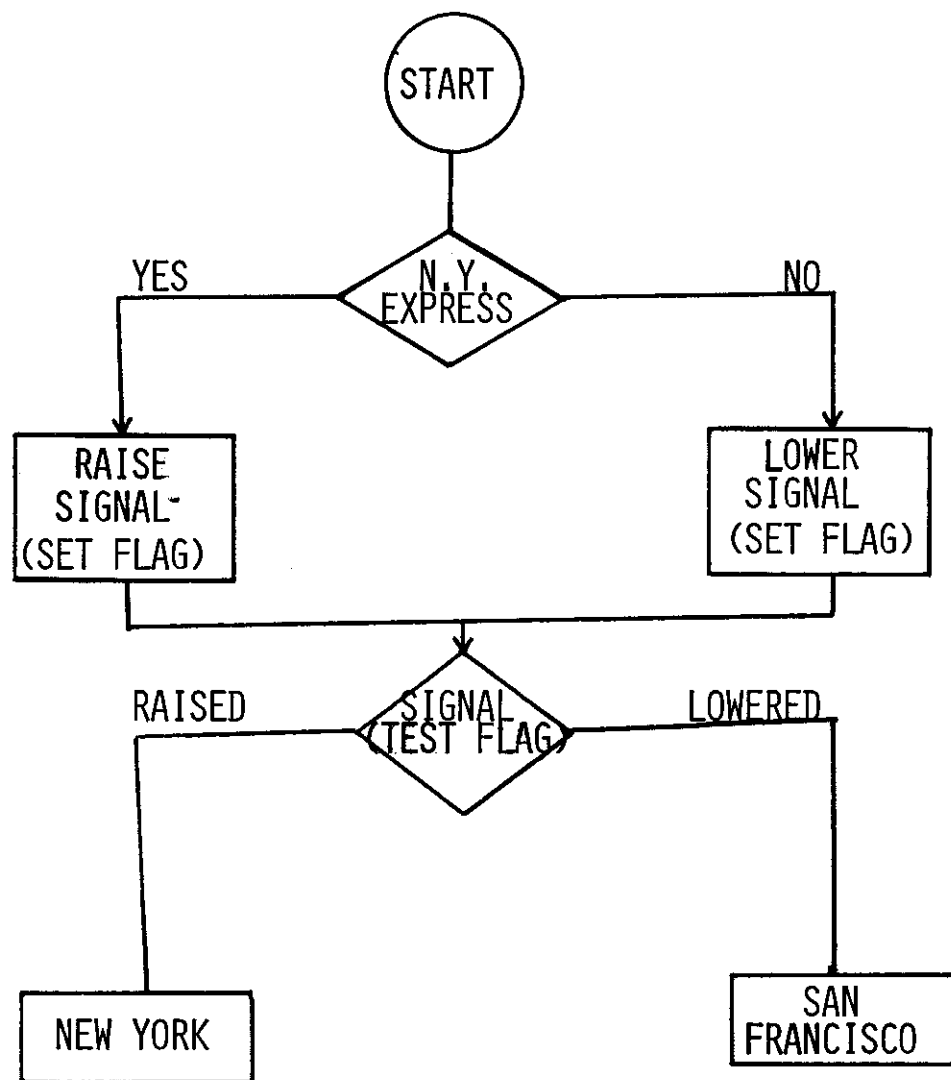 START
YES
N.Y.
EXPRESS
NO
RAISE
SIGNAL
(SET FLAG)
LOWER
SIGNAL
(SET FLAG)
RAISED
SIGNAL
(TEST FLAG)
LOWERED
NEW YORK
SAN
FRANCISCO